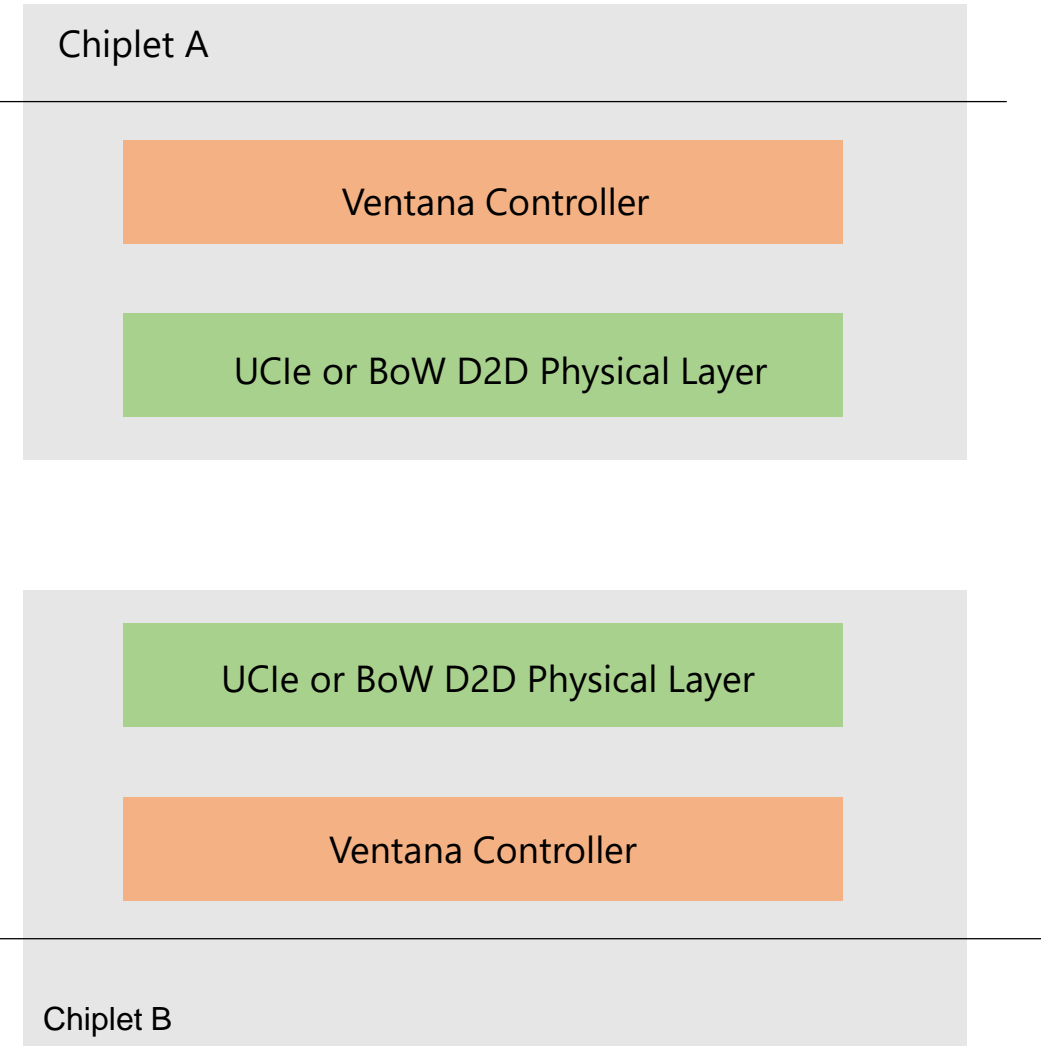 Chiplet A
Ventana Controller
UCIe or BoW D2D Physical Layer
UCIe or BoW D2D Physical Layer
Ventana Controller
Chiplet B